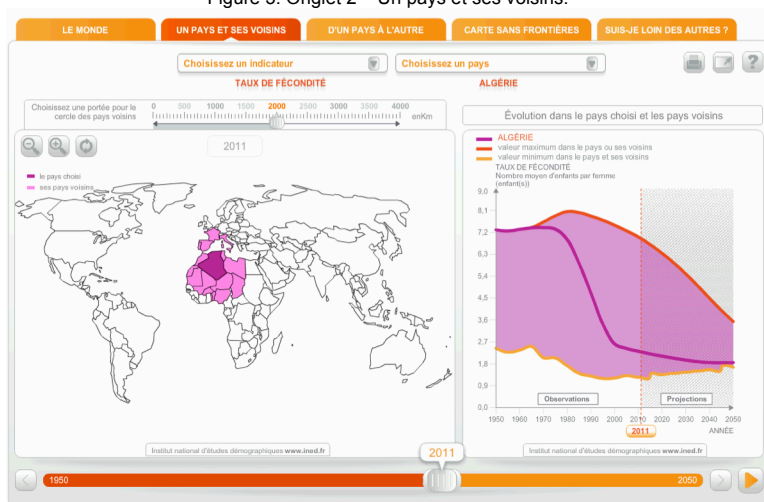 Figure 3. Onglet 2 – Un pays et ses voisins.
LE MONDE
UN PAYS ET SES VOISINS
D'UN PAYS À L'AUTRE
CARTE SANS FRONTIÈRES
SUIS-JE LOIN DES AUTRES ?
Choisissez un indicateur
Choisissez un pays
?
TAUX DE FÉCONDITÉ
ALGÉRIE
Choisissez une portée pour le
cercle des pays voisins
0 500 1000 1500 2000 2500 3000 3500 4000
enKm
Évolution dans le pays choisi et les pays voisins
2011
le pays choisi
ses pays voisins
Institut national d'études démographiques www.ined.fr
ALGÉRIE
valeur maximum dans le pays ou ses voisins
valeur minimum dans le pays et ses voisins
TAUX DE FÉCONDITÉ
Nombre moyen d'enfants par femme
(enfant(s))
9,0
8,1
7,2
6,3
5,4
4,5
3,6
2,7
1,8
0,9
0,0
Observations
Projections
1950 1960 1970 1980 1990 2000 2010 2020 2030 2040 2050
2011
ANNÉE
Institut national d'études démographiques www.ined.fr
2011
1950
2050